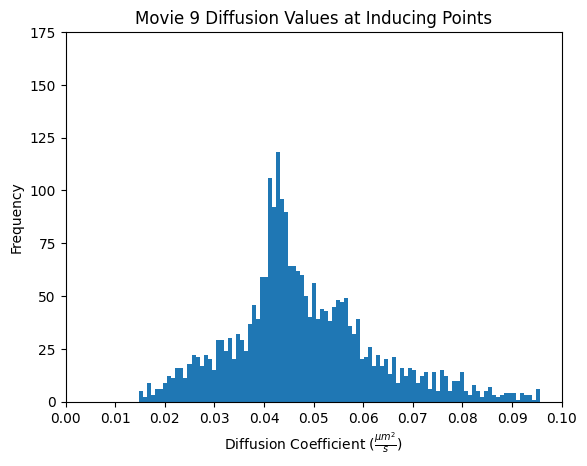 Movie 9 Diffusion Values at Inducing Points
175
150
125
100
75
50
25
0
Frequency
0.00 0.01 0.02 0.03 0.04 0.05 0.06 0.07 0.08 0.09 0.10
Diffusion Coefficient (μm²/s)